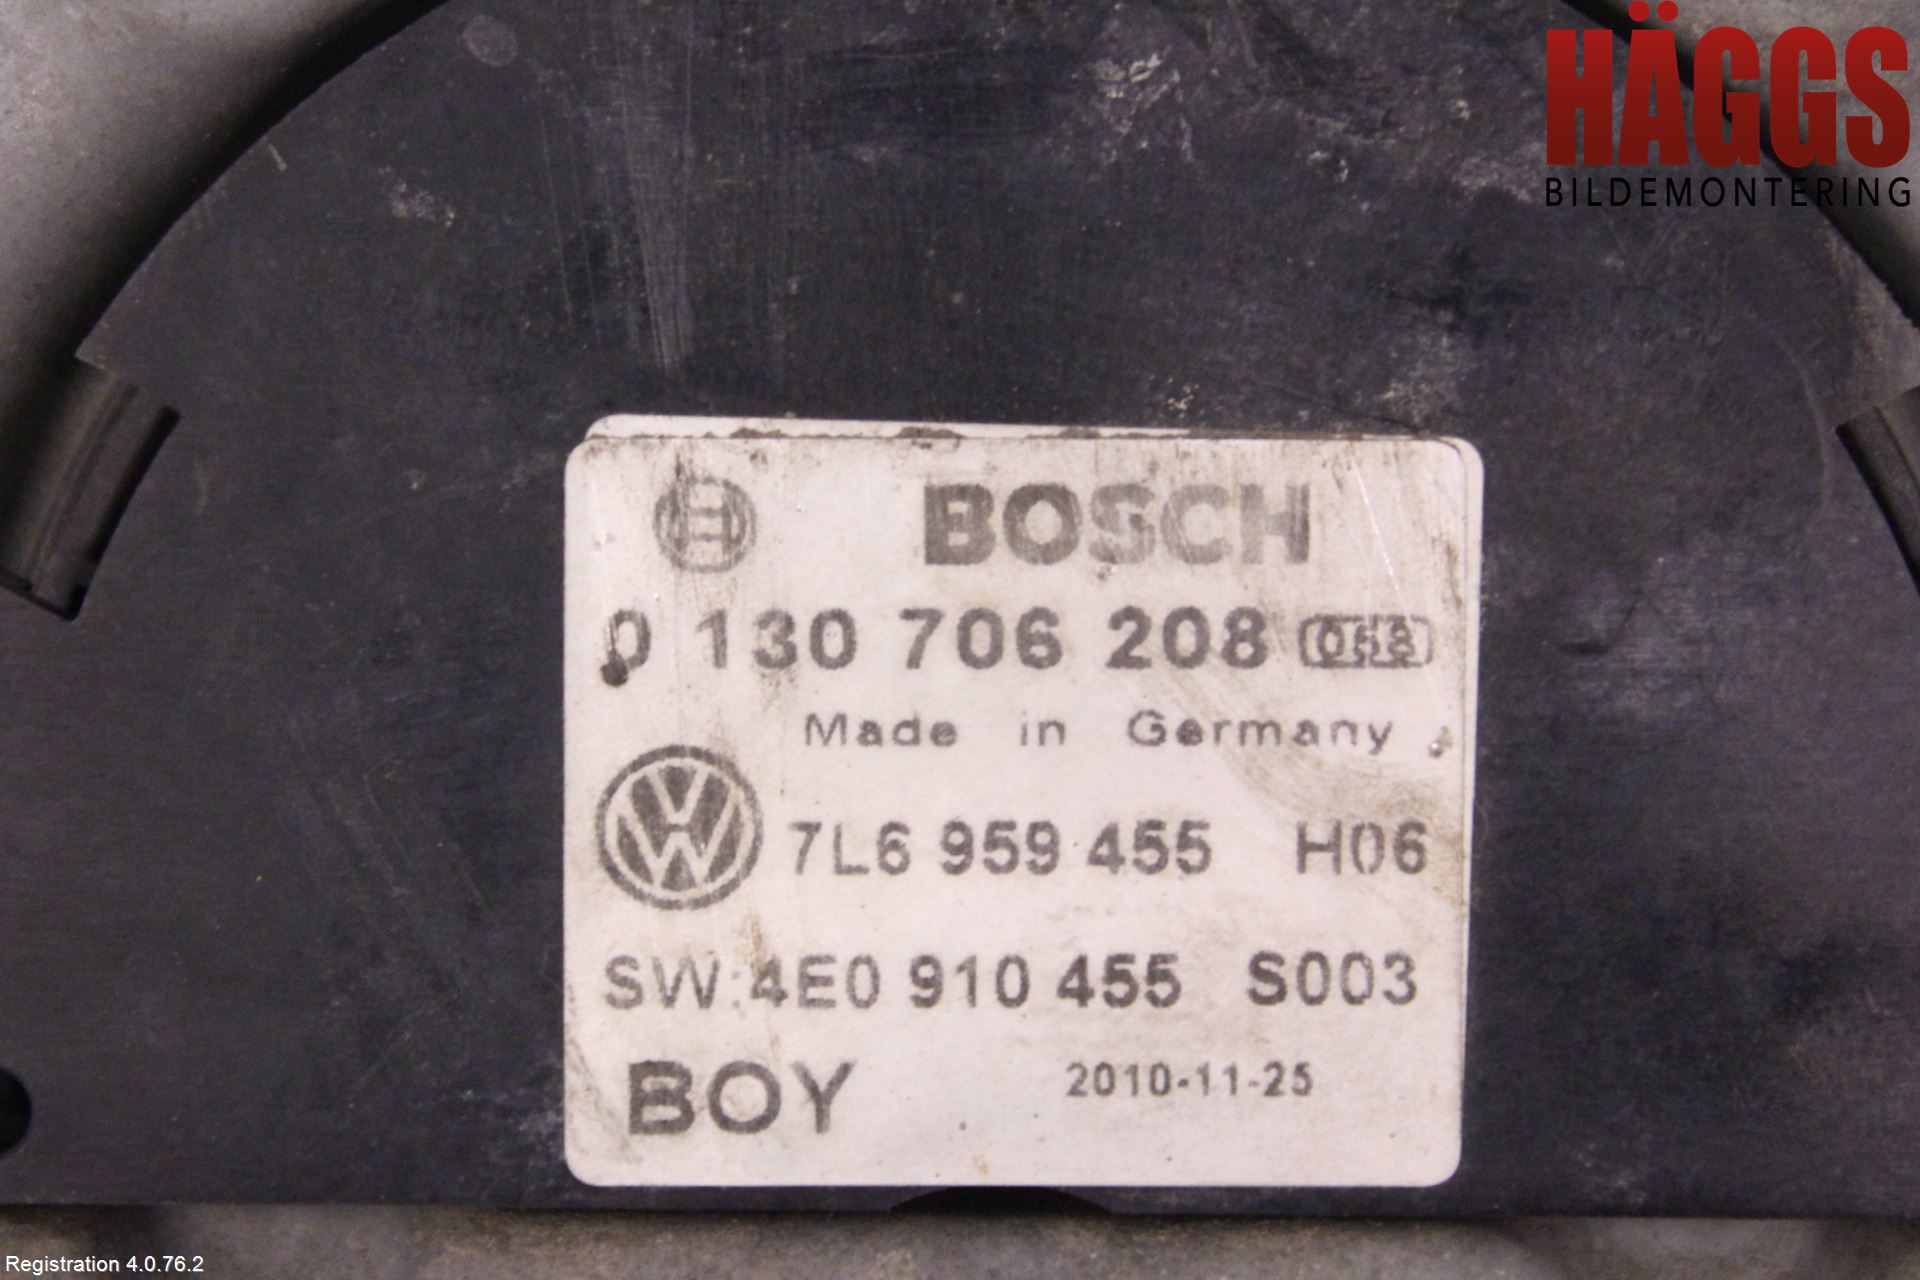 HÄGGS
BILDEMONTERING
BOSCH
0 130 706 208
Made in Germany
7L6 959 455 H06
SW:4E0 910 455 S003
BOY 2010-11-25
Registration 4.0.76.2